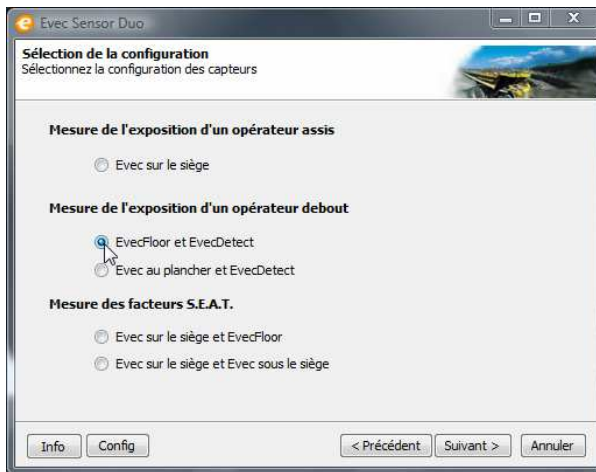 Evec Sensor Duo
Sélection de la configuration
Sélectionnez la configuration des capteurs
Mesure de l'exposition d'un opérateur assis
Evec sur le siège
Mesure de l'exposition d'un opérateur debout
EvecFloor et EvecDetect
Evec au plancher et EvecDetect
Mesure des facteurs S.E.A.T.
Evec sur le siège et EvecFloor
Evec sur le siège et Evec sous le siège
Info Config < Précédent Suivant > Annuler